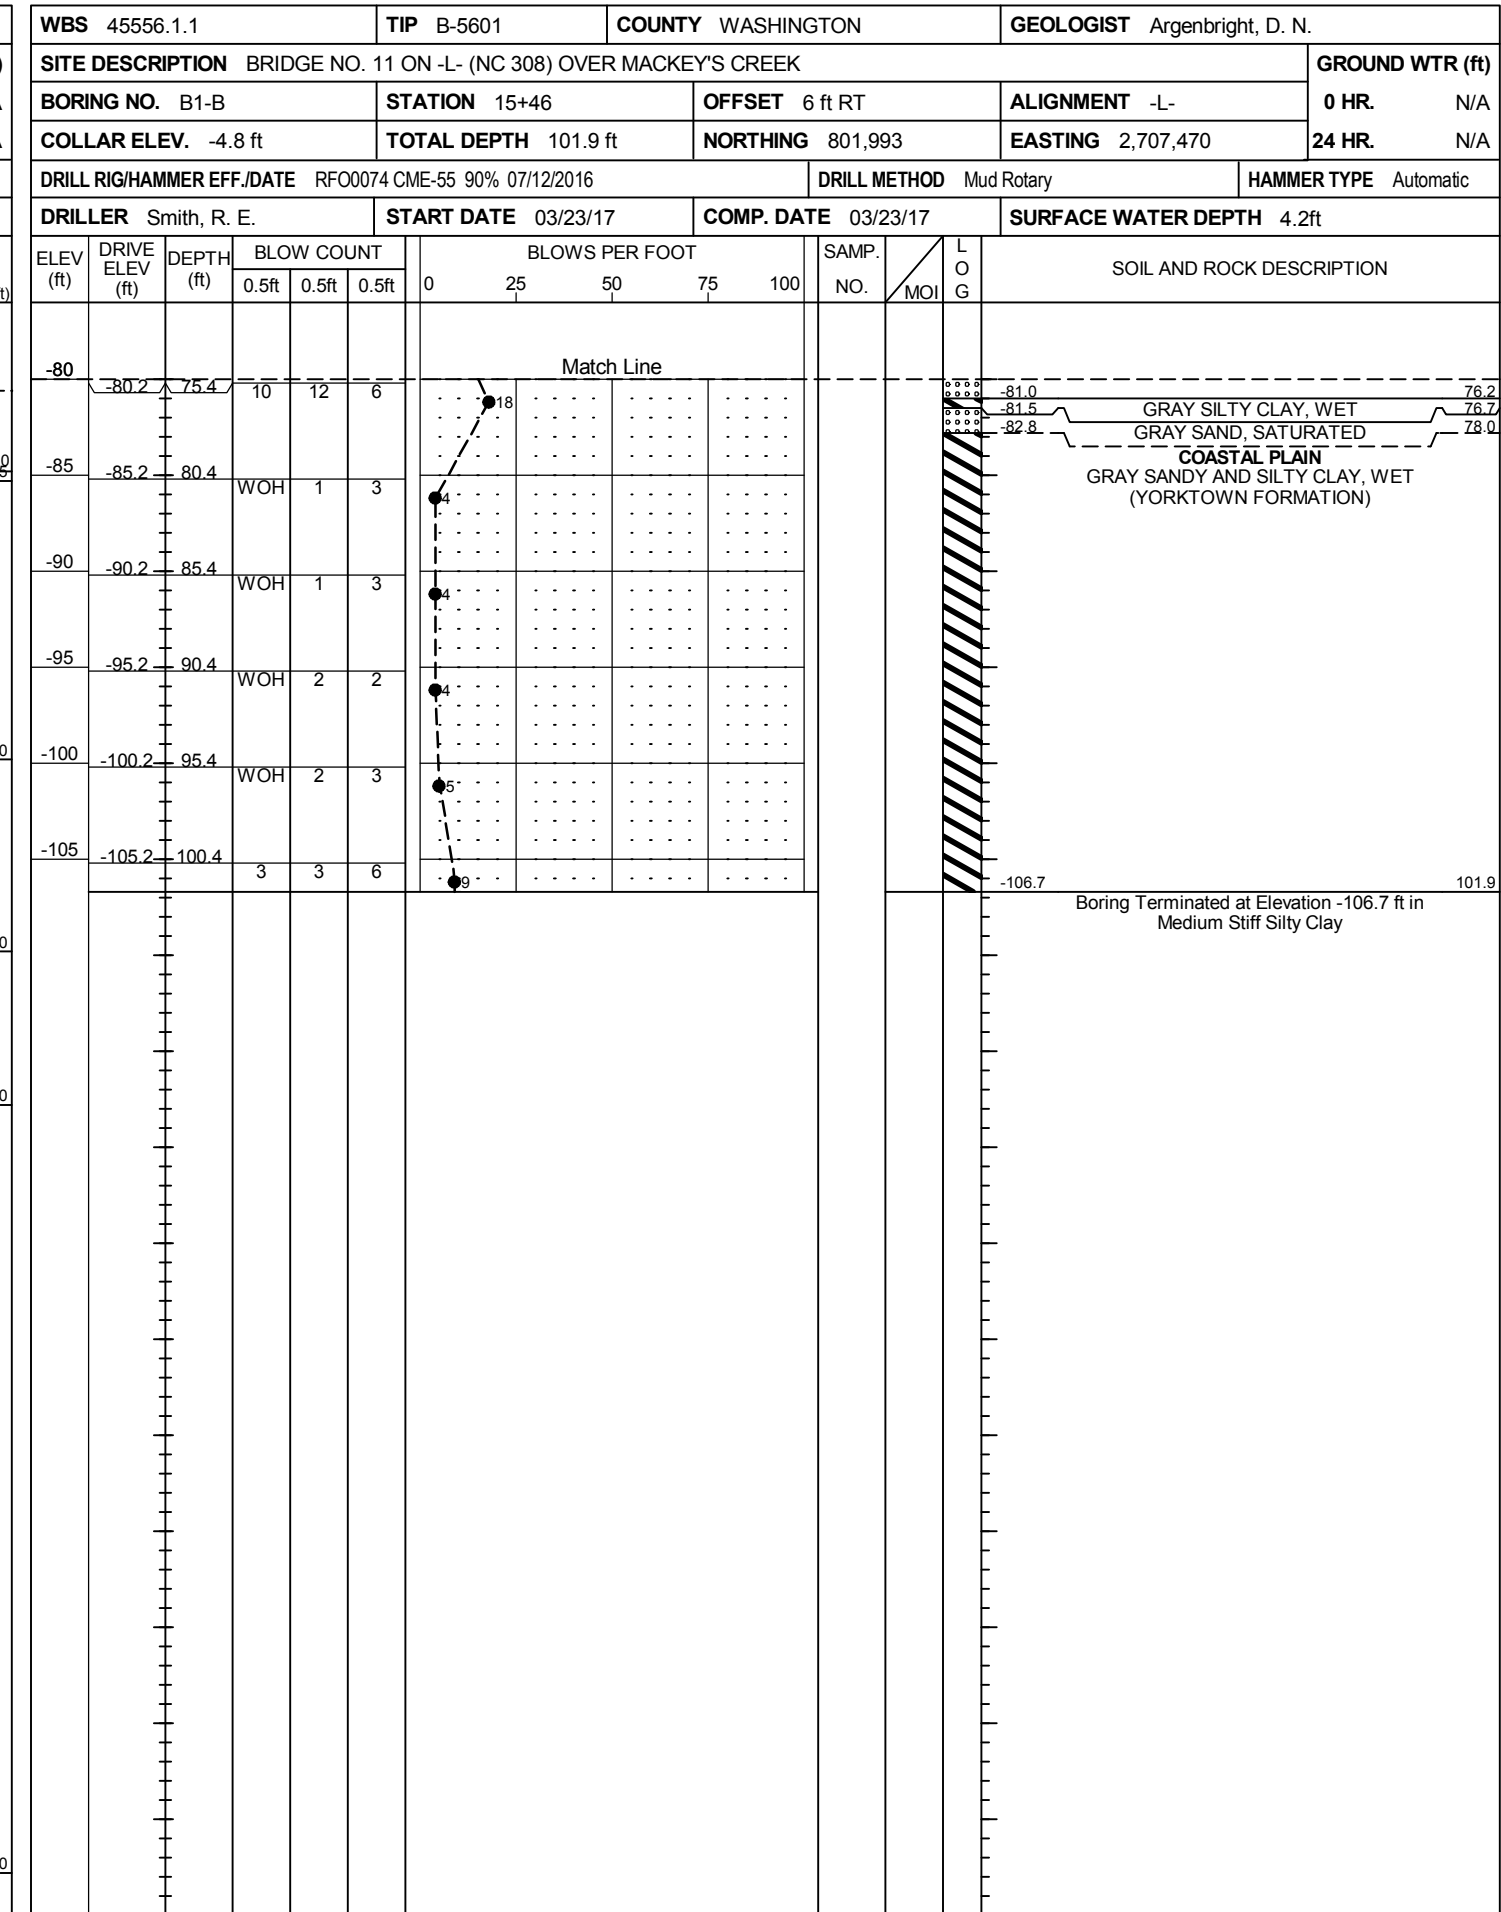 WBS 45556.1.1 TIP B-5601 COUNTY WASHINGTON GEOLOGIST Argenbright, D. N.
SITE DESCRIPTION BRIDGE NO. 11 ON -L- (NC 308) OVER MACKEY'S CREEK GROUND WTR (ft)
BORING NO. B1-B STATION 15+46 OFFSET 6 ft RT ALIGNMENT -L- 0 HR. N/A
COLLAR ELEV. -4.8 ft TOTAL DEPTH 101.9 ft NORTHING 801,993 EASTING 2,707,470 24 HR. N/A
DRILL RIG/HAMMER EFF./DATE RFO0074 CME-55 90% 07/12/2016 DRILL METHOD Mud Rotary HAMMER TYPE Automatic
DRILLER Smith, R. E. START DATE 03/23/17 COMP. DATE 03/23/17 SURFACE WATER DEPTH 4.2ft
ELEV (ft) DRIVE ELEV (ft) DEPTH (ft) BLOW COUNT BLOWS PER FOOT SAMP. NO. MOI LOG SOIL AND ROCK DESCRIPTION
0.5ft 0.5ft 0.5ft 0 25 50 75 100
-80 Match Line
-80.2 75.4 10 12 6 18
-81.0 76.2
-81.5 GRAY SILTY CLAY, WET 76.7
-82.8 GRAY SAND, SATURATED 78.0
COASTAL PLAIN
GRAY SANDY AND SILTY CLAY, WET
(YORKTOWN FORMATION)
-85 -85.2 80.4 WOH 1 3 4
-90 -90.2 85.4 WOH 1 3 4
-95 -95.2 90.4 WOH 2 2 4
-100 -100.2 95.4 WOH 2 3 5
-105 -105.2 100.4 3 3 6 9
-106.7 101.9
Boring Terminated at Elevation -106.7 ft in
Medium Stiff Silty Clay